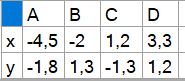 A B C D
x -4,5 -2 1,2 3,3
y -1,8 1,3 -1,3 1,2